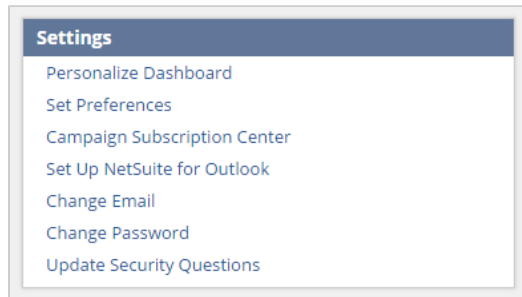 Settings
Personalize Dashboard
Set Preferences
Campaign Subscription Center
Set Up NetSuite for Outlook
Change Email
Change Password
Update Security Questions